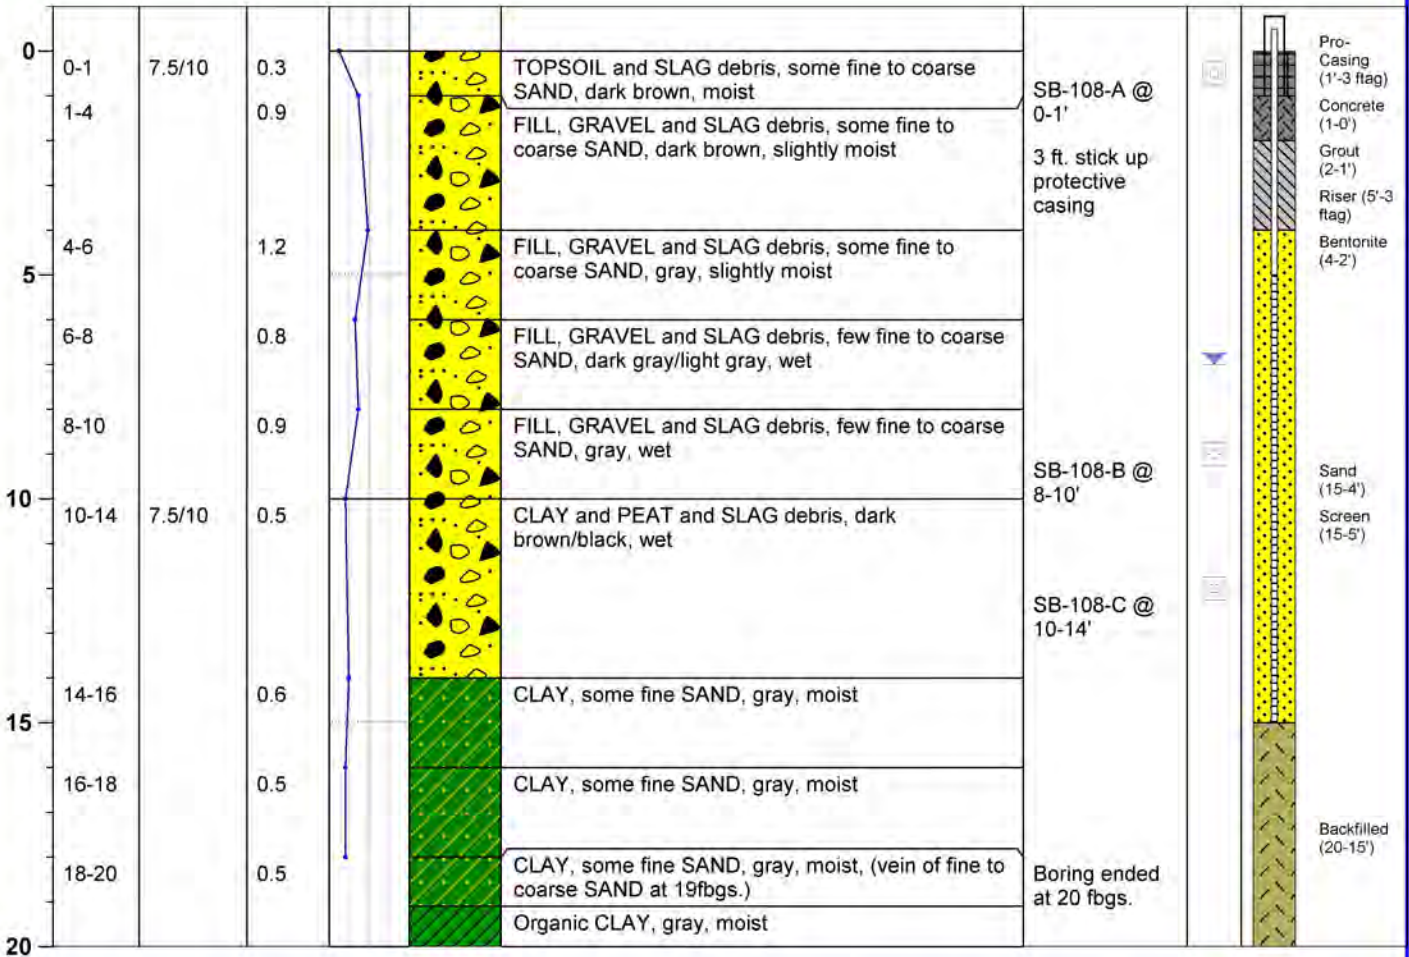 0
0-1 7.5/10 0.3
TOPSOIL and SLAG debris, some fine to coarse
SAND, dark brown, moist
SB-108-A @
0-1'
Pro-
Casing
(1'-3 ftag)
1-4 0.9
FILL, GRAVEL and SLAG debris, some fine to
coarse SAND, dark brown, slightly moist
3 ft. stick up
protective
casing
Concrete
(1-0')
Grout
(2-1')
Riser (5'-3
ftag)
4-6 1.2
FILL, GRAVEL and SLAG debris, some fine to
coarse SAND, gray, slightly moist
Bentonite
(4-2')
5
6-8 0.8
FILL, GRAVEL and SLAG debris, few fine to coarse
SAND, dark gray/light gray, wet
8-10 0.9
FILL, GRAVEL and SLAG debris, few fine to coarse
SAND, gray, wet
SB-108-B @
8-10'
Sand
(15-4')
10
10-14 7.5/10 0.5
CLAY and PEAT and SLAG debris, dark
brown/black, wet
Screen
(15-5')
SB-108-C @
10-14'
14-16 0.6
CLAY, some fine SAND, gray, moist
15
16-18 0.5
CLAY, some fine SAND, gray, moist
Backfilled
(20-15')
18-20 0.5
CLAY, some fine SAND, gray, moist, (vein of fine to
coarse SAND at 19fbgs.)
Boring ended
at 20 fbgs.
Organic CLAY, gray, moist
20